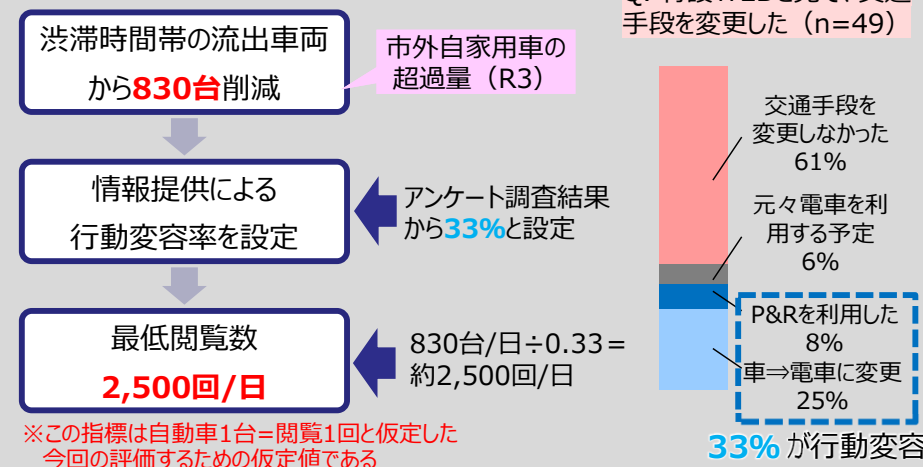 渋滞時間帯の流出車両
から830台削減
市外自家用車の
超過量（R3）
情報提供による
行動変容率を設定
アンケート調査結果
から33%と設定
最低閲覧数
2,500回/日
830台/日÷0.33＝
約2,500回/日
※この指標は自動車1台＝閲覧1回と仮定した
今回の評価するための仮定値である
手段を変更した（n=49）
交通手段を
変更しなかった
61%
元々電車を利
用する予定
6%
P&Rを利用した
8%
車⇒電車に変更
25%
33% が行動変容